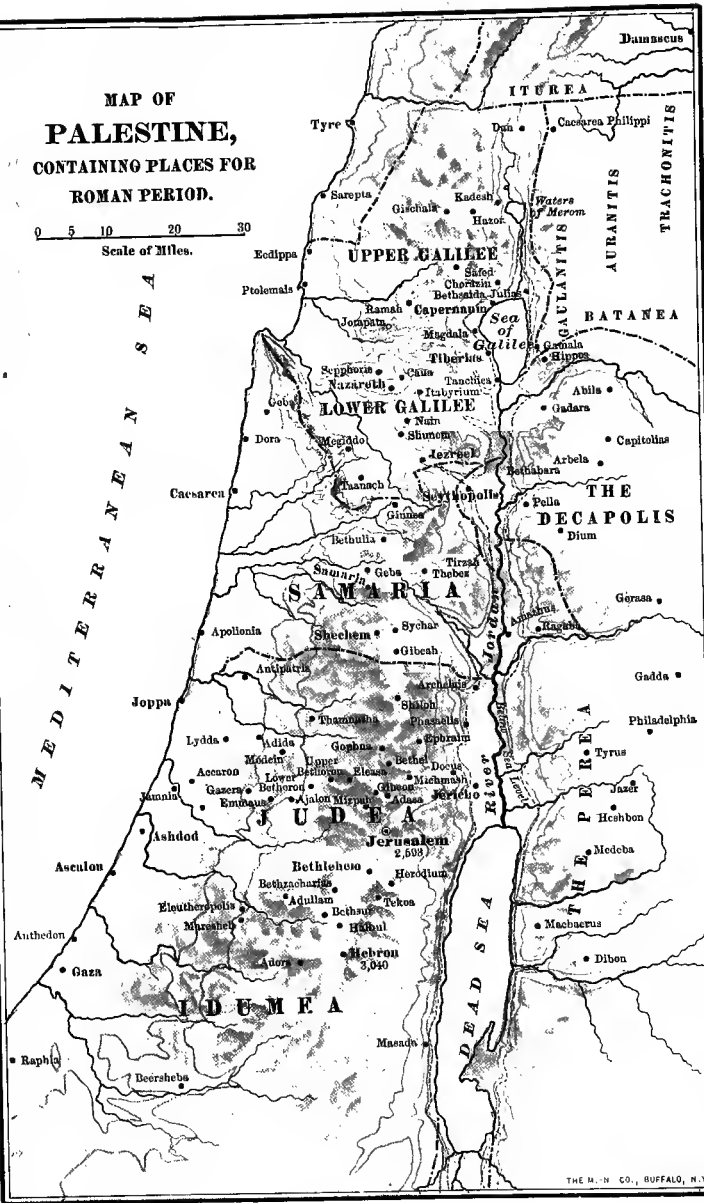 MAP OF
PALESTINE,
CONTAINING PLACES FOR
ROMAN PERIOD.
0 5 10 20 30
Scale of Miles.
Damascus
ITUREA
Tyre
Dan
Caesarea Philippi
TRACHONITIS
AURANITIS
Sarepta
Kadesh
Gischala
Hazor
Waters
of Merom
Ecdippa
UPPER GALILEE
GAULANITIS
Safed
Chorazin
Ptolemais
Bethsaida Julias
Ramah
Capernaum
Jotapata
Sea
of
Galilee
BATANEA
Magdala
Gamala
Hippos
Tiberias
Sepphoris
Cana
Nazareth
Tarichea
Itabyrium
Abila
LOWER GALILEE
Gadara
Geba
Nain
Dora
Shunem
Capitolias
Megiddo
Jezreel
Arbela
Bethabara
Taanach
Caesarea
Scythopolis
THE
DECAPOLIS
Pella
Ginnea
Dium
Bethulia
Samaria
Geba
Tirzah
Thebez
SAMARIA
Gerasa
Amathus
Apollonia
Shechem
Sychar
Ragaba
Gibeah
Jordan
River
Antipatris
Archelais
Gadda
Joppa
Shiloh
Thamnatha
Phasaelis
Below Sea Level
Philadelphia
Lydda
Adida
Gophna
Ephraim
Tyrus
Modein
Upper
Bethoron
Eleasa
Bethel
Docus
Accaron
Lower
Bethoron
Michmash
Jazer
Gazera
Gibeon
Jericho
Jamnia
Emmaus
Ajalon
Mizpah
Adasa
Heshbon
JUDEA
Ashdod
Jerusalem
2,593
Medeba
Ascalon
Bethlehem
THE PEREA
Bethzacharias
Herodium
Adullam
Tekoa
Eleutheropolis
Bethsur
Maresheh
Halhul
Machaerus
Anthedon
Hebron
3,040
Adora
Dibon
Gaza
DEAD SEA
IDUMEA
Masada
Raphia
Beersheba
MEDITERRANEAN SEA
THE M.-N CO., BUFFALO, N.Y.